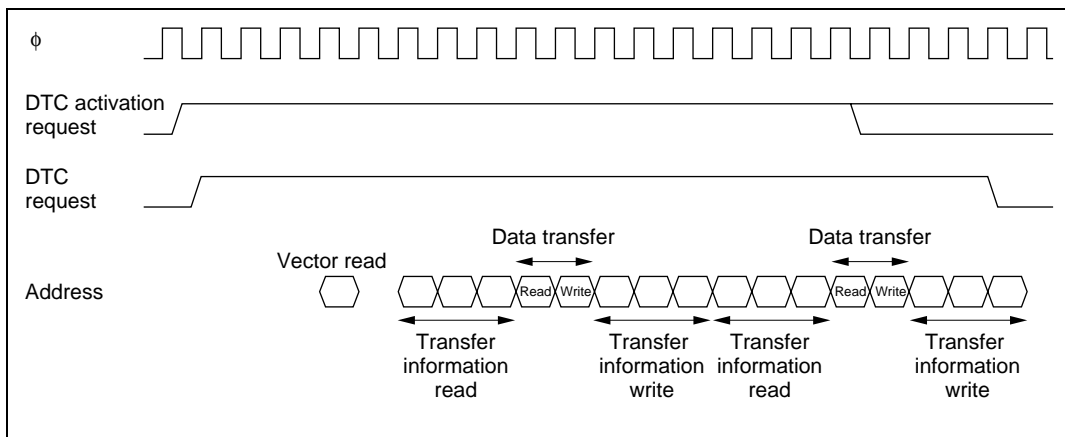 ϕ
DTC activation
request
DTC
request
Data transfer
Data transfer
Vector read
Address
Read
Write
Read
Write
Transfer
information
read
Transfer
information
write
Transfer
information
read
Transfer
information
write